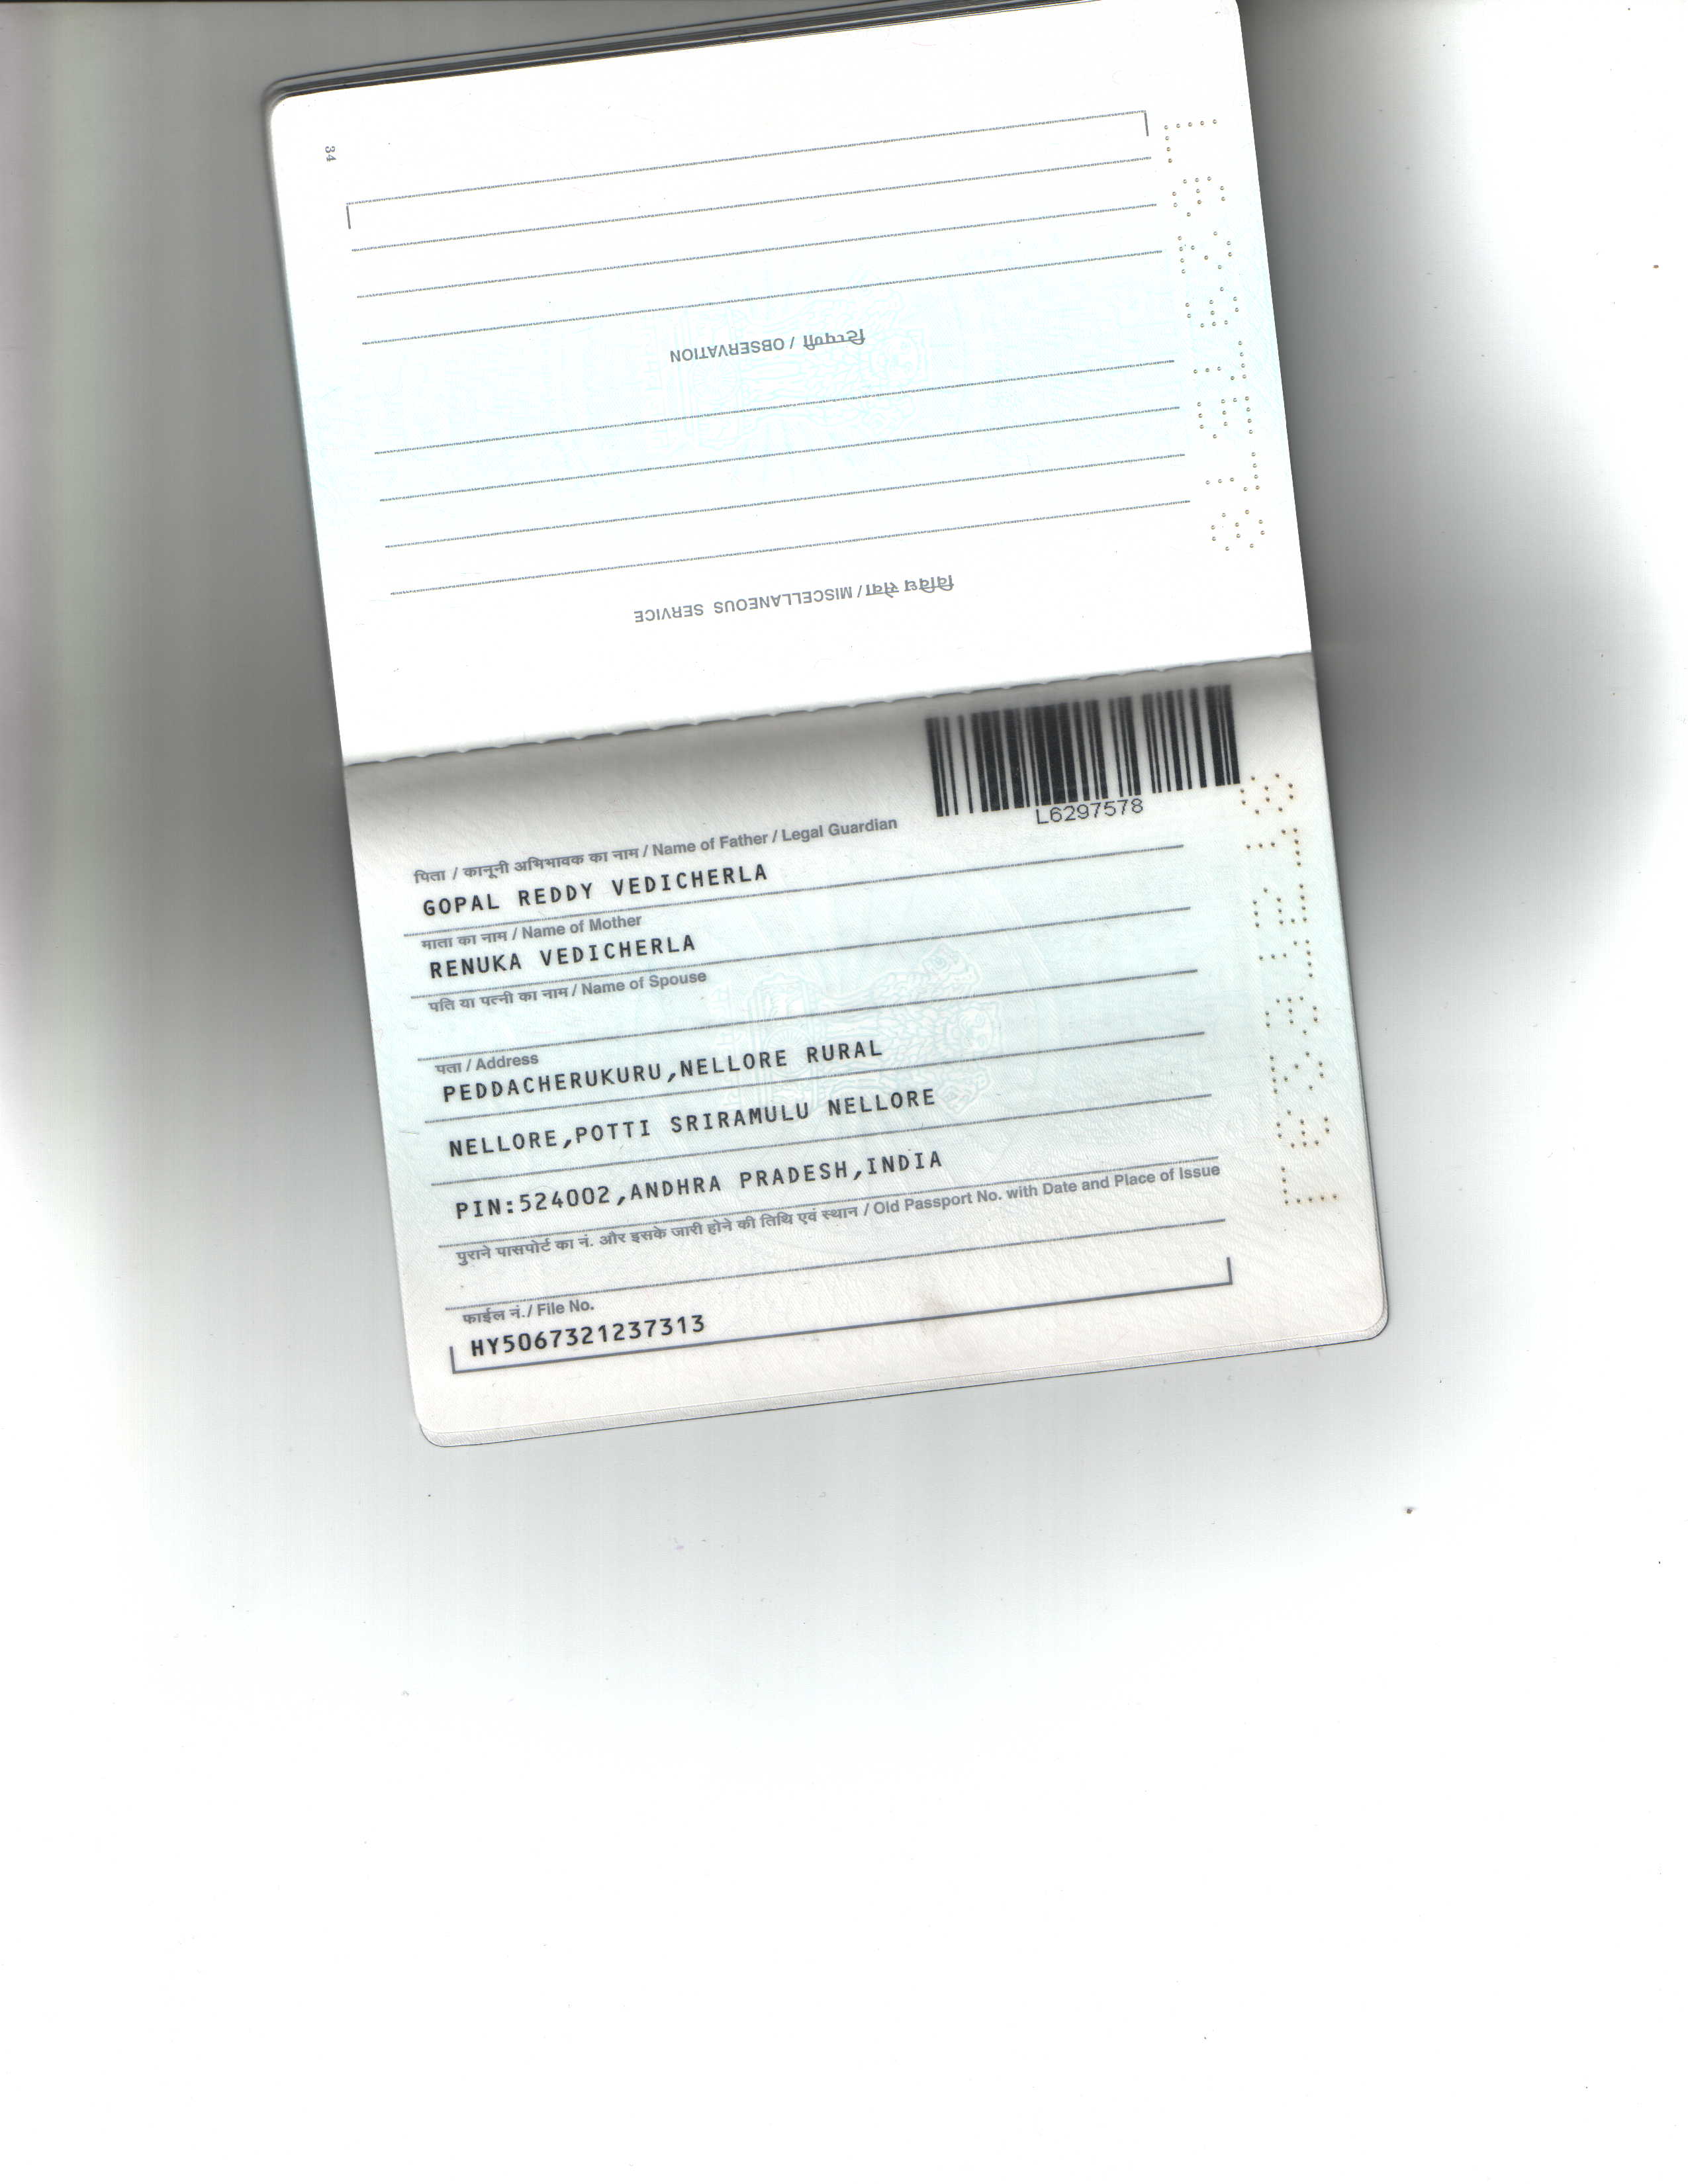 34
टिप्पणी / OBSERVATION
विविध सेवा / MISCELLANEOUS SERVICE
L6297578
L6297578
पिता / कानूनी अभिभावक का नाम / Name of Father / Legal Guardian
GOPAL REDDY VEDICHERLA
माता का नाम / Name of Mother
RENUKA VEDICHERLA
पति या पत्नी का नाम / Name of Spouse
पता / Address
PEDDACHERUKURU,NELLORE RURAL
NELLORE,POTTI SRIRAMULU NELLORE
PIN:524002,ANDHRA PRADESH,INDIA
पुराने पासपोर्ट का नं. और इसके जारी होने की तिथि एवं स्थान / Old Passport No. with Date and Place of Issue
फाईल नं./ File No.
HY5067321237313
L6297578